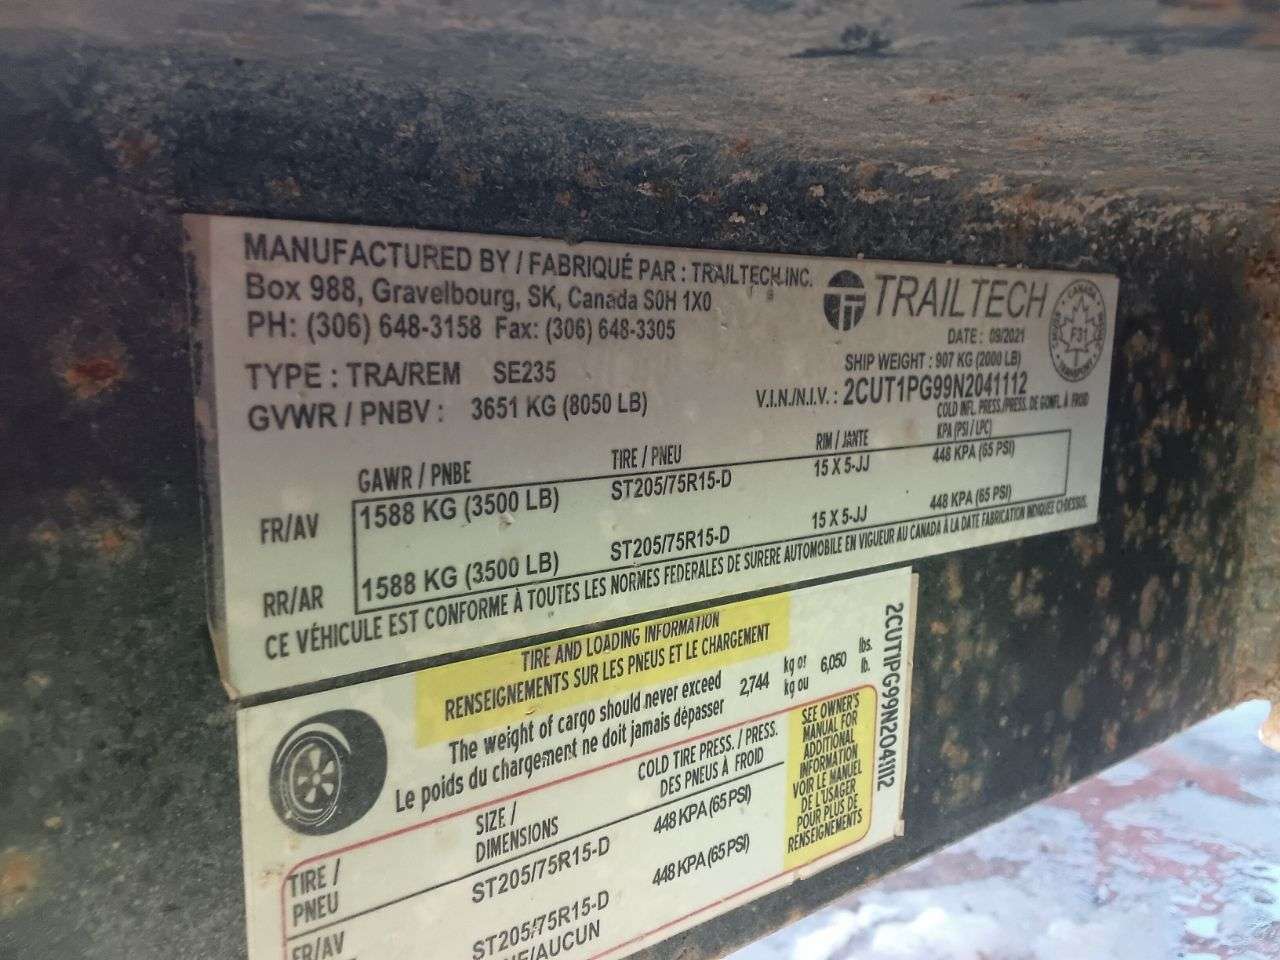 MANUFACTURED BY / FABRIQUÉ PAR : TRAILTECH INC.
Box 988, Gravelbourg, SK, Canada S0H 1X0
PH: (306) 648-3158 Fax: (306) 648-3305
TRAILTECH
DATE : 09/2021
CANADA
F31
TRANSPORT
TYPE : TRA/REM SE235
SHIP WEIGHT : 907 KG (2000 LB)
GVWR / PNBV : 3651 KG (8050 LB)
V.I.N./N.I.V. : 2CUT1PG99N2041112
COLD INFL. PRESS./PRESS. DE GONFL. À FROID
GAWR / PNBE TIRE / PNEU RIM / JANTE KPA (PSI / LPC)
FR/AV 1588 KG (3500 LB) ST205/75R15-D 15 X 5-JJ 448 KPA (65 PSI)
RR/AR 1588 KG (3500 LB) ST205/75R15-D 15 X 5-JJ 448 KPA (65 PSI)
CE VÉHICULE EST CONFORME À TOUTES LES NORMES FEDERALES DE SURERE AUTOMOBILE EN VIGUEUR AU CANADA À LA DATE FABRICATION INDIQUEE CI-DESSUS.
TIRE AND LOADING INFORMATION
RENSEIGNEMENTS SUR LES PNEUS ET LE CHARGEMENT
The weight of cargo should never exceed 2,744 kg or 6,050 lbs.
Le poids du chargement ne doit jamais dépasser kg ou lb.
TIRE / PNEU
SIZE / DIMENSIONS
COLD TIRE PRESS. / PRESS.
DES PNEUS À FROID
FR/AV ST205/75R15-D 448 KPA (65 PSI)
ST205/75R15-D 448 KPA (65 PSI)
/AUCUN
SEE OWNER'S
MANUAL FOR
ADDITIONAL
INFORMATION
VOIR LE MANUEL
DE L'USAGER
POUR PLUS DE
RENSEIGNEMENTS
2CUT1PG99N2041112